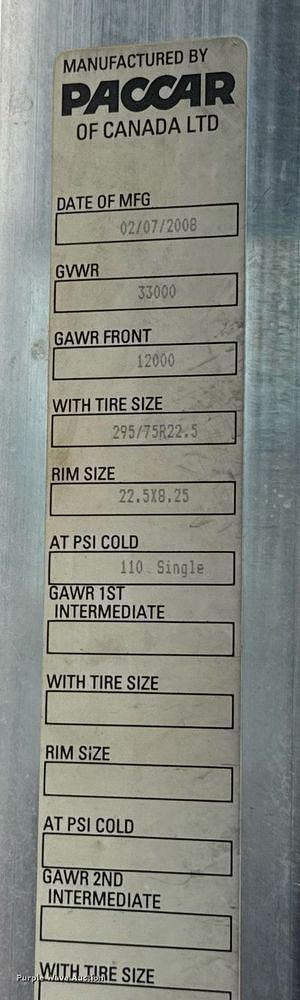 MANUFACTURED BY
PACCAR
OF CANADA LTD
DATE OF MFG
02/07/2008
GVWR
33000
GAWR FRONT
12000
WITH TIRE SIZE
295/75R22.5
RIM SIZE
22.5X8.25
AT PSI COLD
110 Single
GAWR 1ST
INTERMEDIATE
WITH TIRE SIZE
RIM SIZE
AT PSI COLD
GAWR 2ND
INTERMEDIATE
WITH TIRE SIZE
Purple Wave Auction